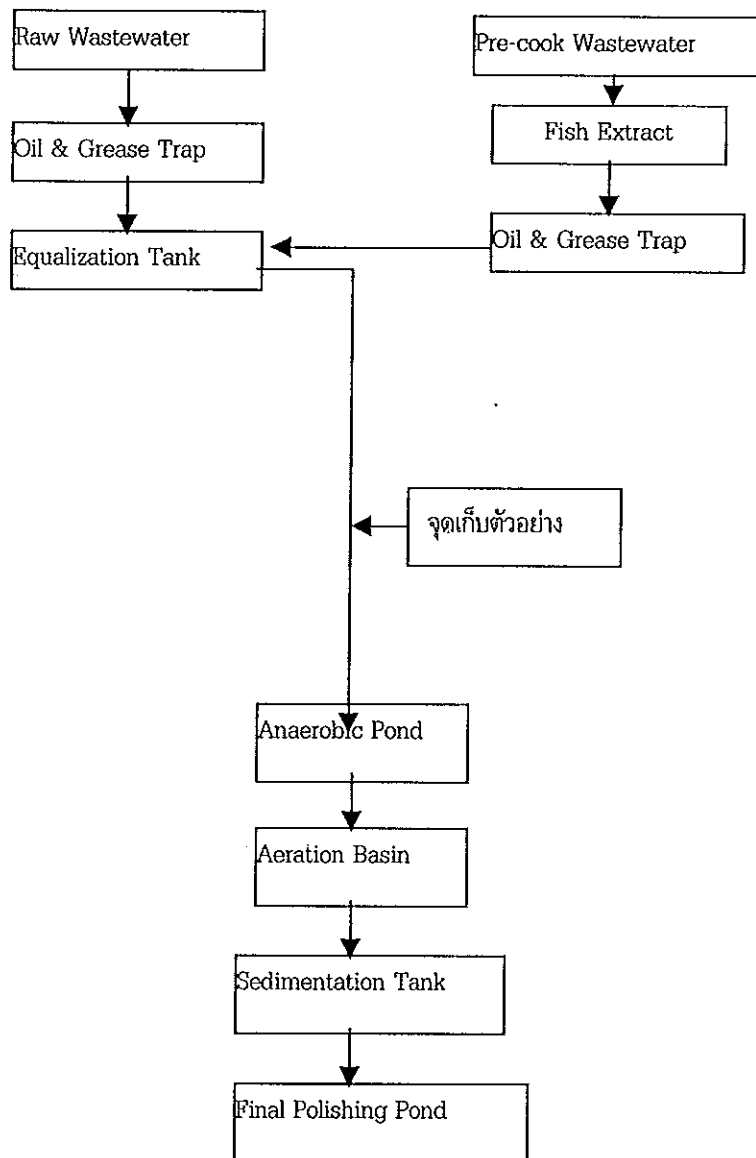 Raw Wastewater
Pre-cook Wastewater
Oil & Grease Trap
Fish Extract
Equalization Tank
Oil & Grease Trap
จุดเก็บตัวอย่าง
Anaerobic Pond
Aeration Basin
Sedimentation Tank
Final Polishing Pond